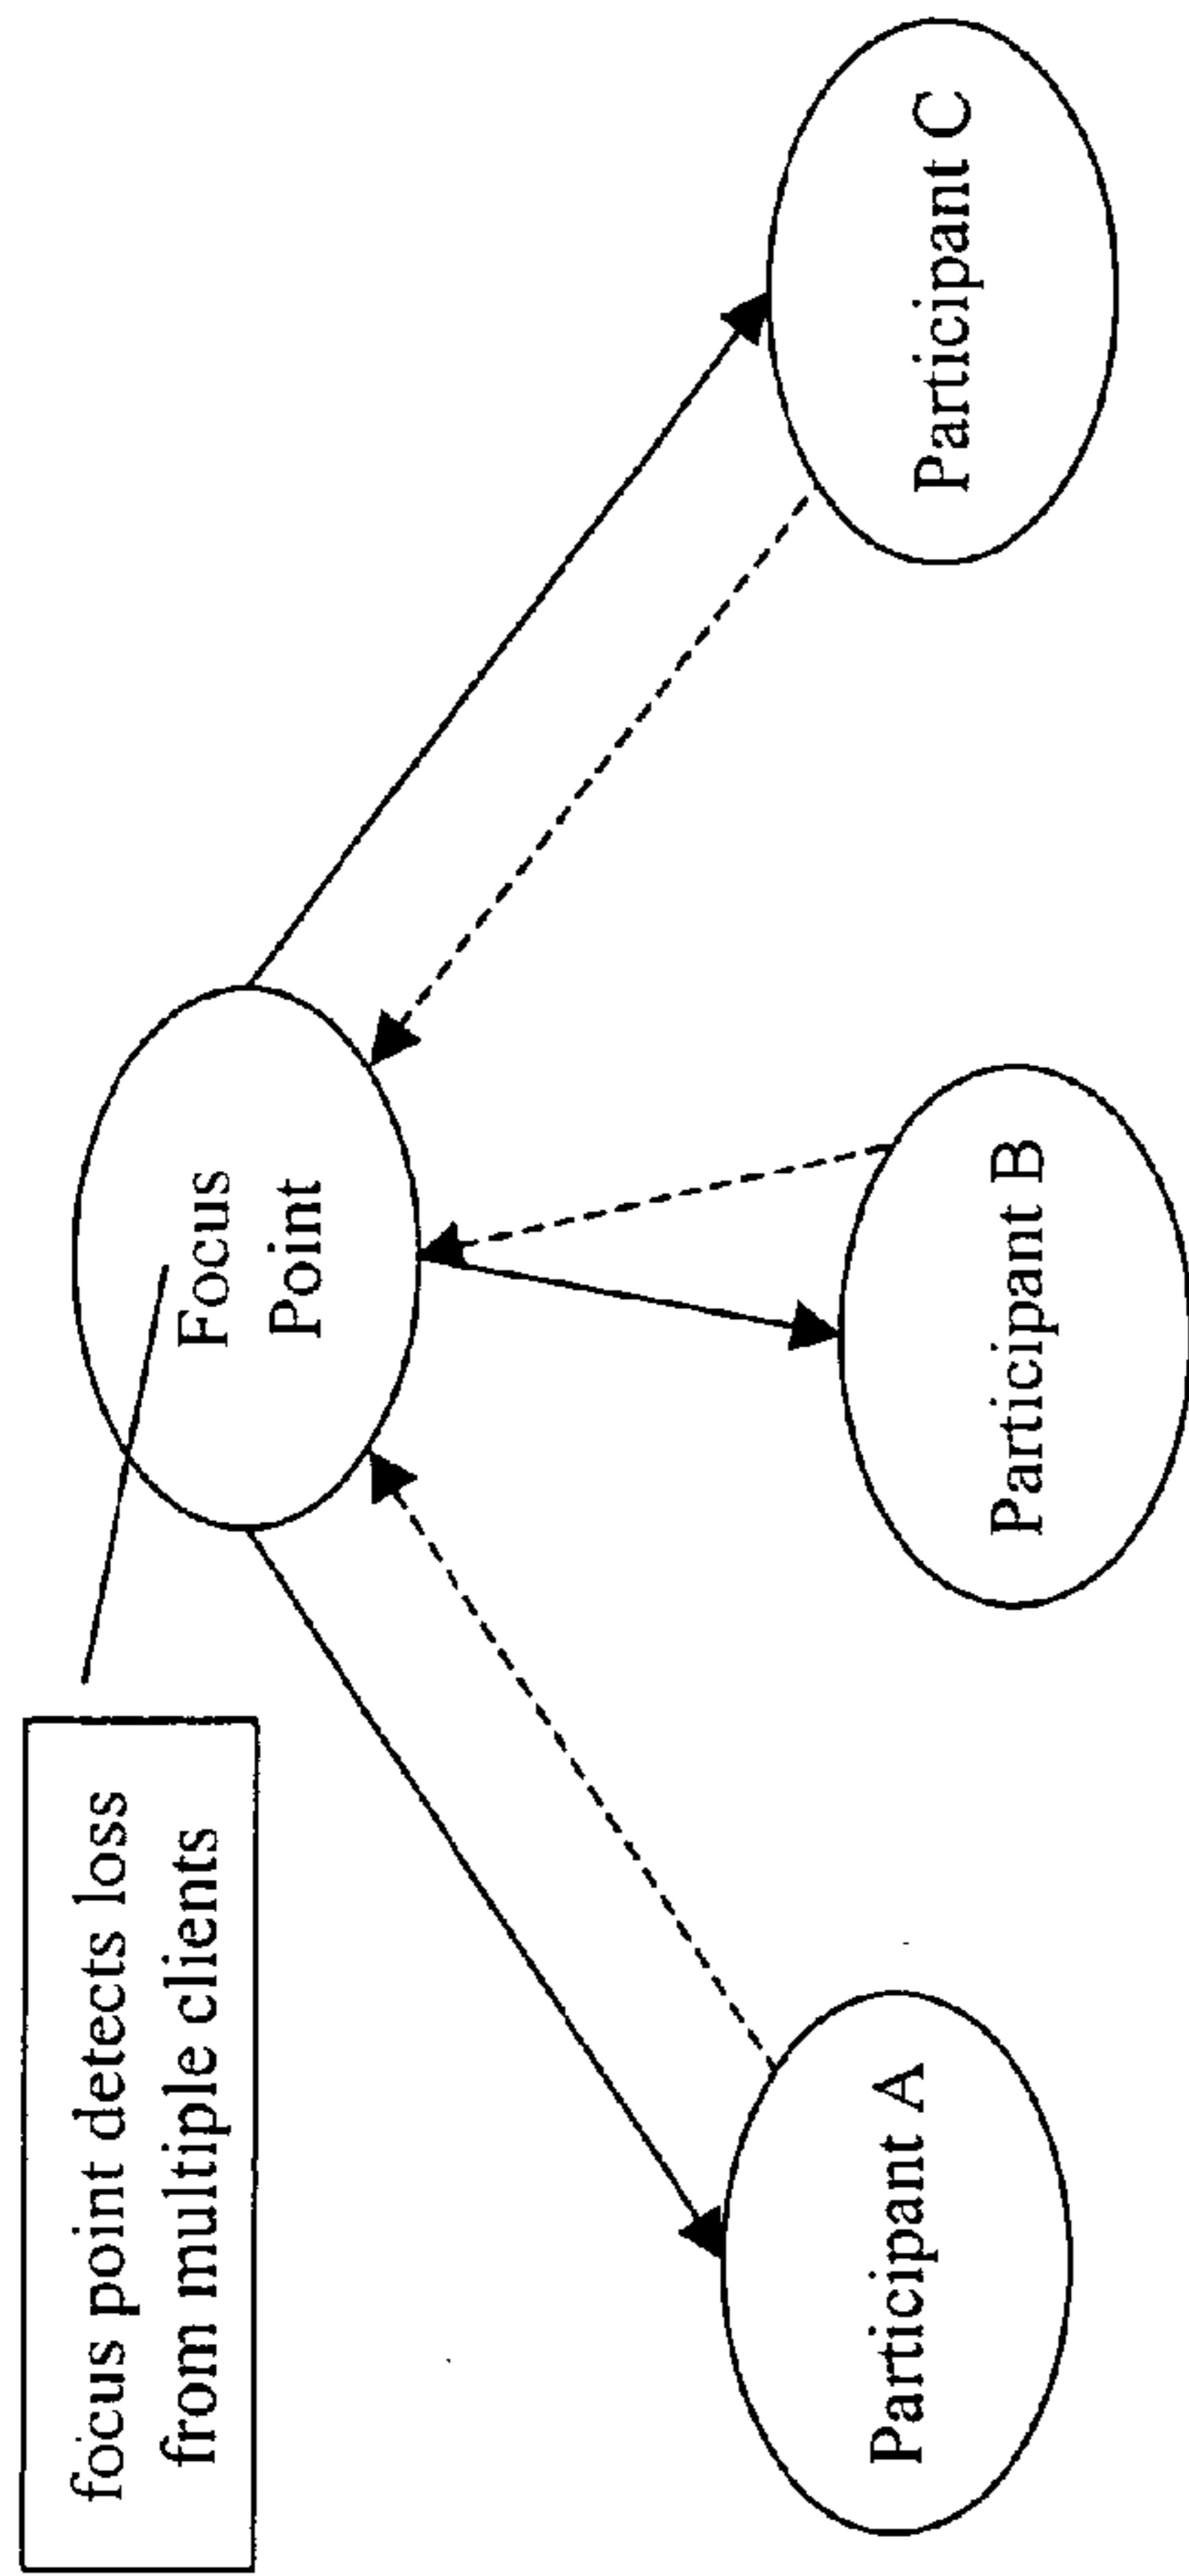 focus point detects loss
from multiple clients
Focus
Point
Participant A
Participant B
Participant C